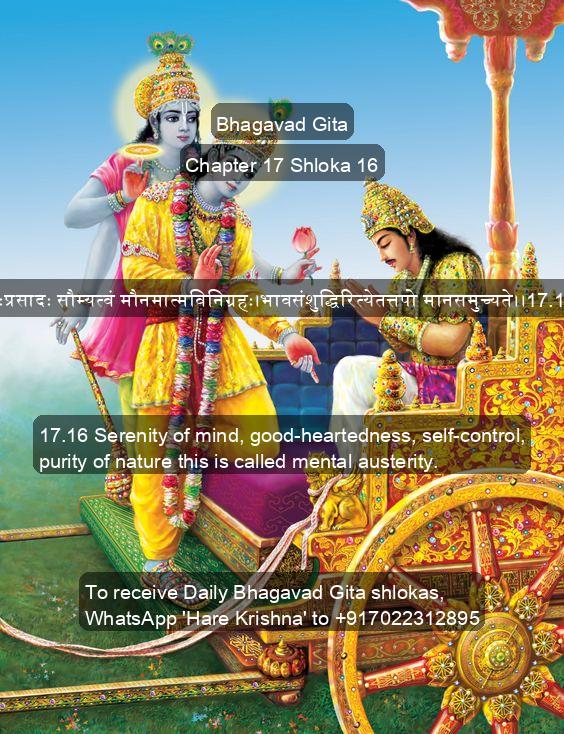 Bhagavad Gita
Chapter 17 Shloka 16
सौम्यत्वं मौनमात्मविनिग्रहः।भावसंशुद्धिरित्येतत्तपो मानसमुच्यते।।17.1
17.16 Serenity of mind, good-heartedness, self-control,
purity of nature this is called mental austerity.
To receive Daily Bhagavad Gita shlokas,
WhatsApp 'Hare Krishna' to +917022312895